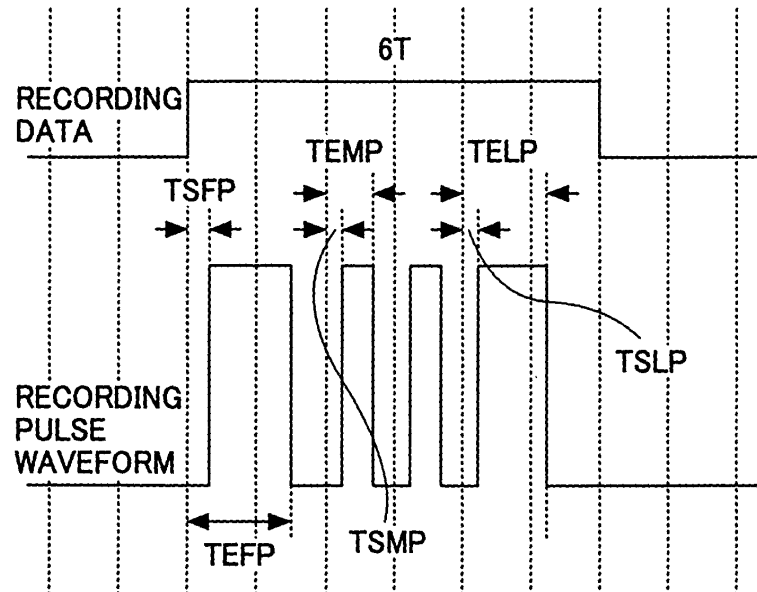 6T
RECORDING
DATA
TEMP
TELP
TSFP
TSLP
RECORDING
PULSE
WAVEFORM
TEFP
TSMP